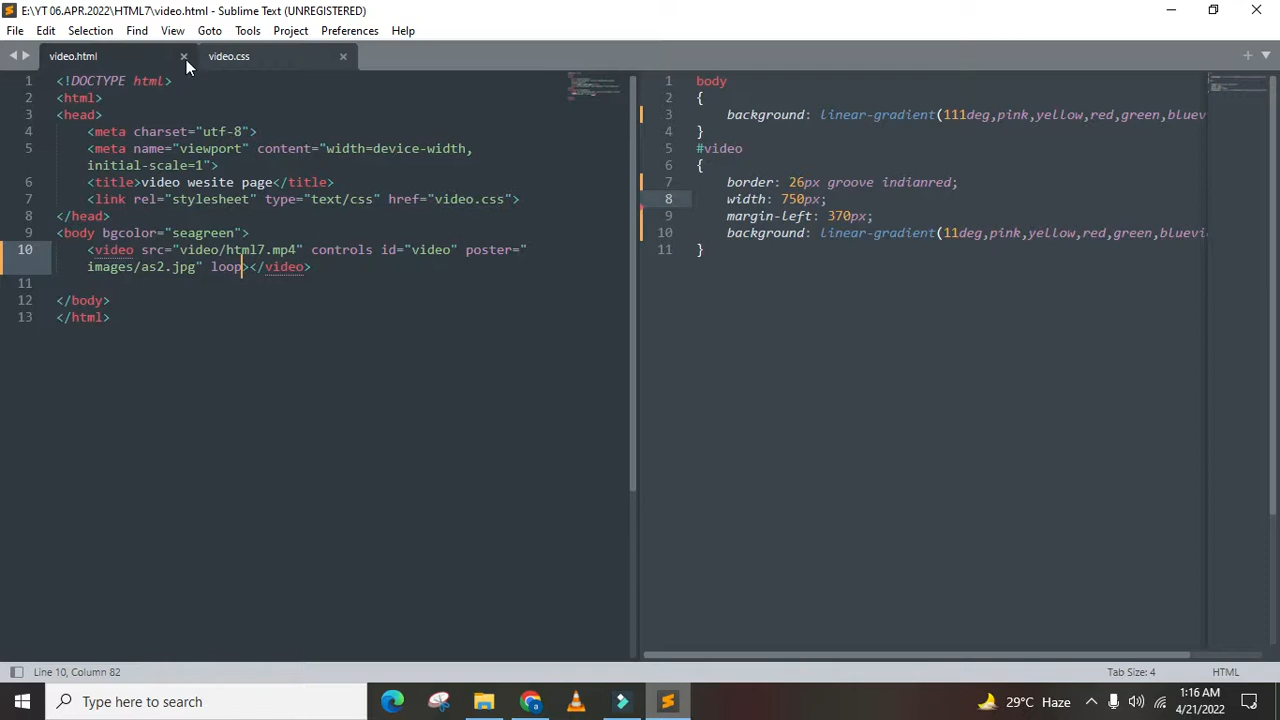 E:\YT 06.APR.2022\HTML7\video.html - Sublime Text (UNREGISTERED)
File Edit Selection Find View Goto Tools Project Preferences Help
video.html × video.css ×
1 <!DOCTYPE html>
2 <html>
3 <head>
4 <meta charset="utf-8">
5 <meta name="viewport" content="width=device-width,
initial-scale=1">
6 <title>video wesite page</title>
7 <link rel="stylesheet" type="text/css" href="video.css">
8 </head>
9 <body bgcolor="seagreen">
10 <video src="video/html7.mp4" controls id="video" poster="
images/as2.jpg" loop></video>
11
12 </body>
13 </html>
1 body
2 {
3 background: linear-gradient(111deg,pink,yellow,red,green,bluev
4 }
5 #video
6 {
7 border: 26px groove indianred;
8 width: 750px;
9 margin-left: 370px;
10 background: linear-gradient(111deg,pink,yellow,red,green,bluevi
11 }
Line 10, Column 82
Tab Size: 4 HTML
Type here to search
29°C Haze
1:16 AM
4/21/2022